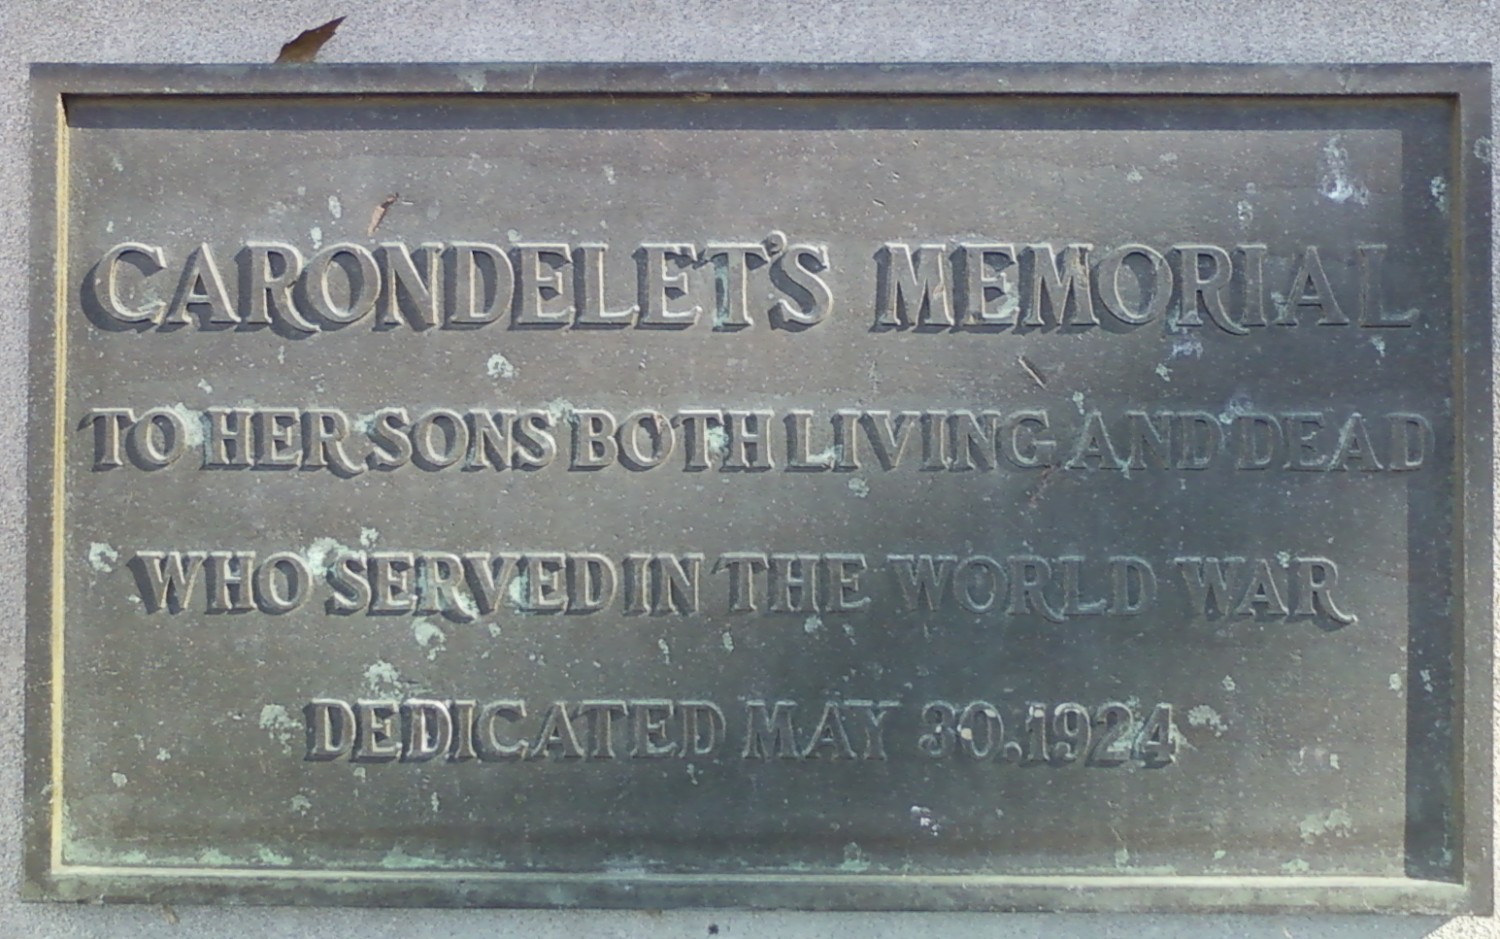 CARONDELET'S MEMORIAL
TO HER SONS BOTH LIVING AND DEAD
WHO SERVED IN THE WORLD WAR
DEDICATED MAY 30. 1924